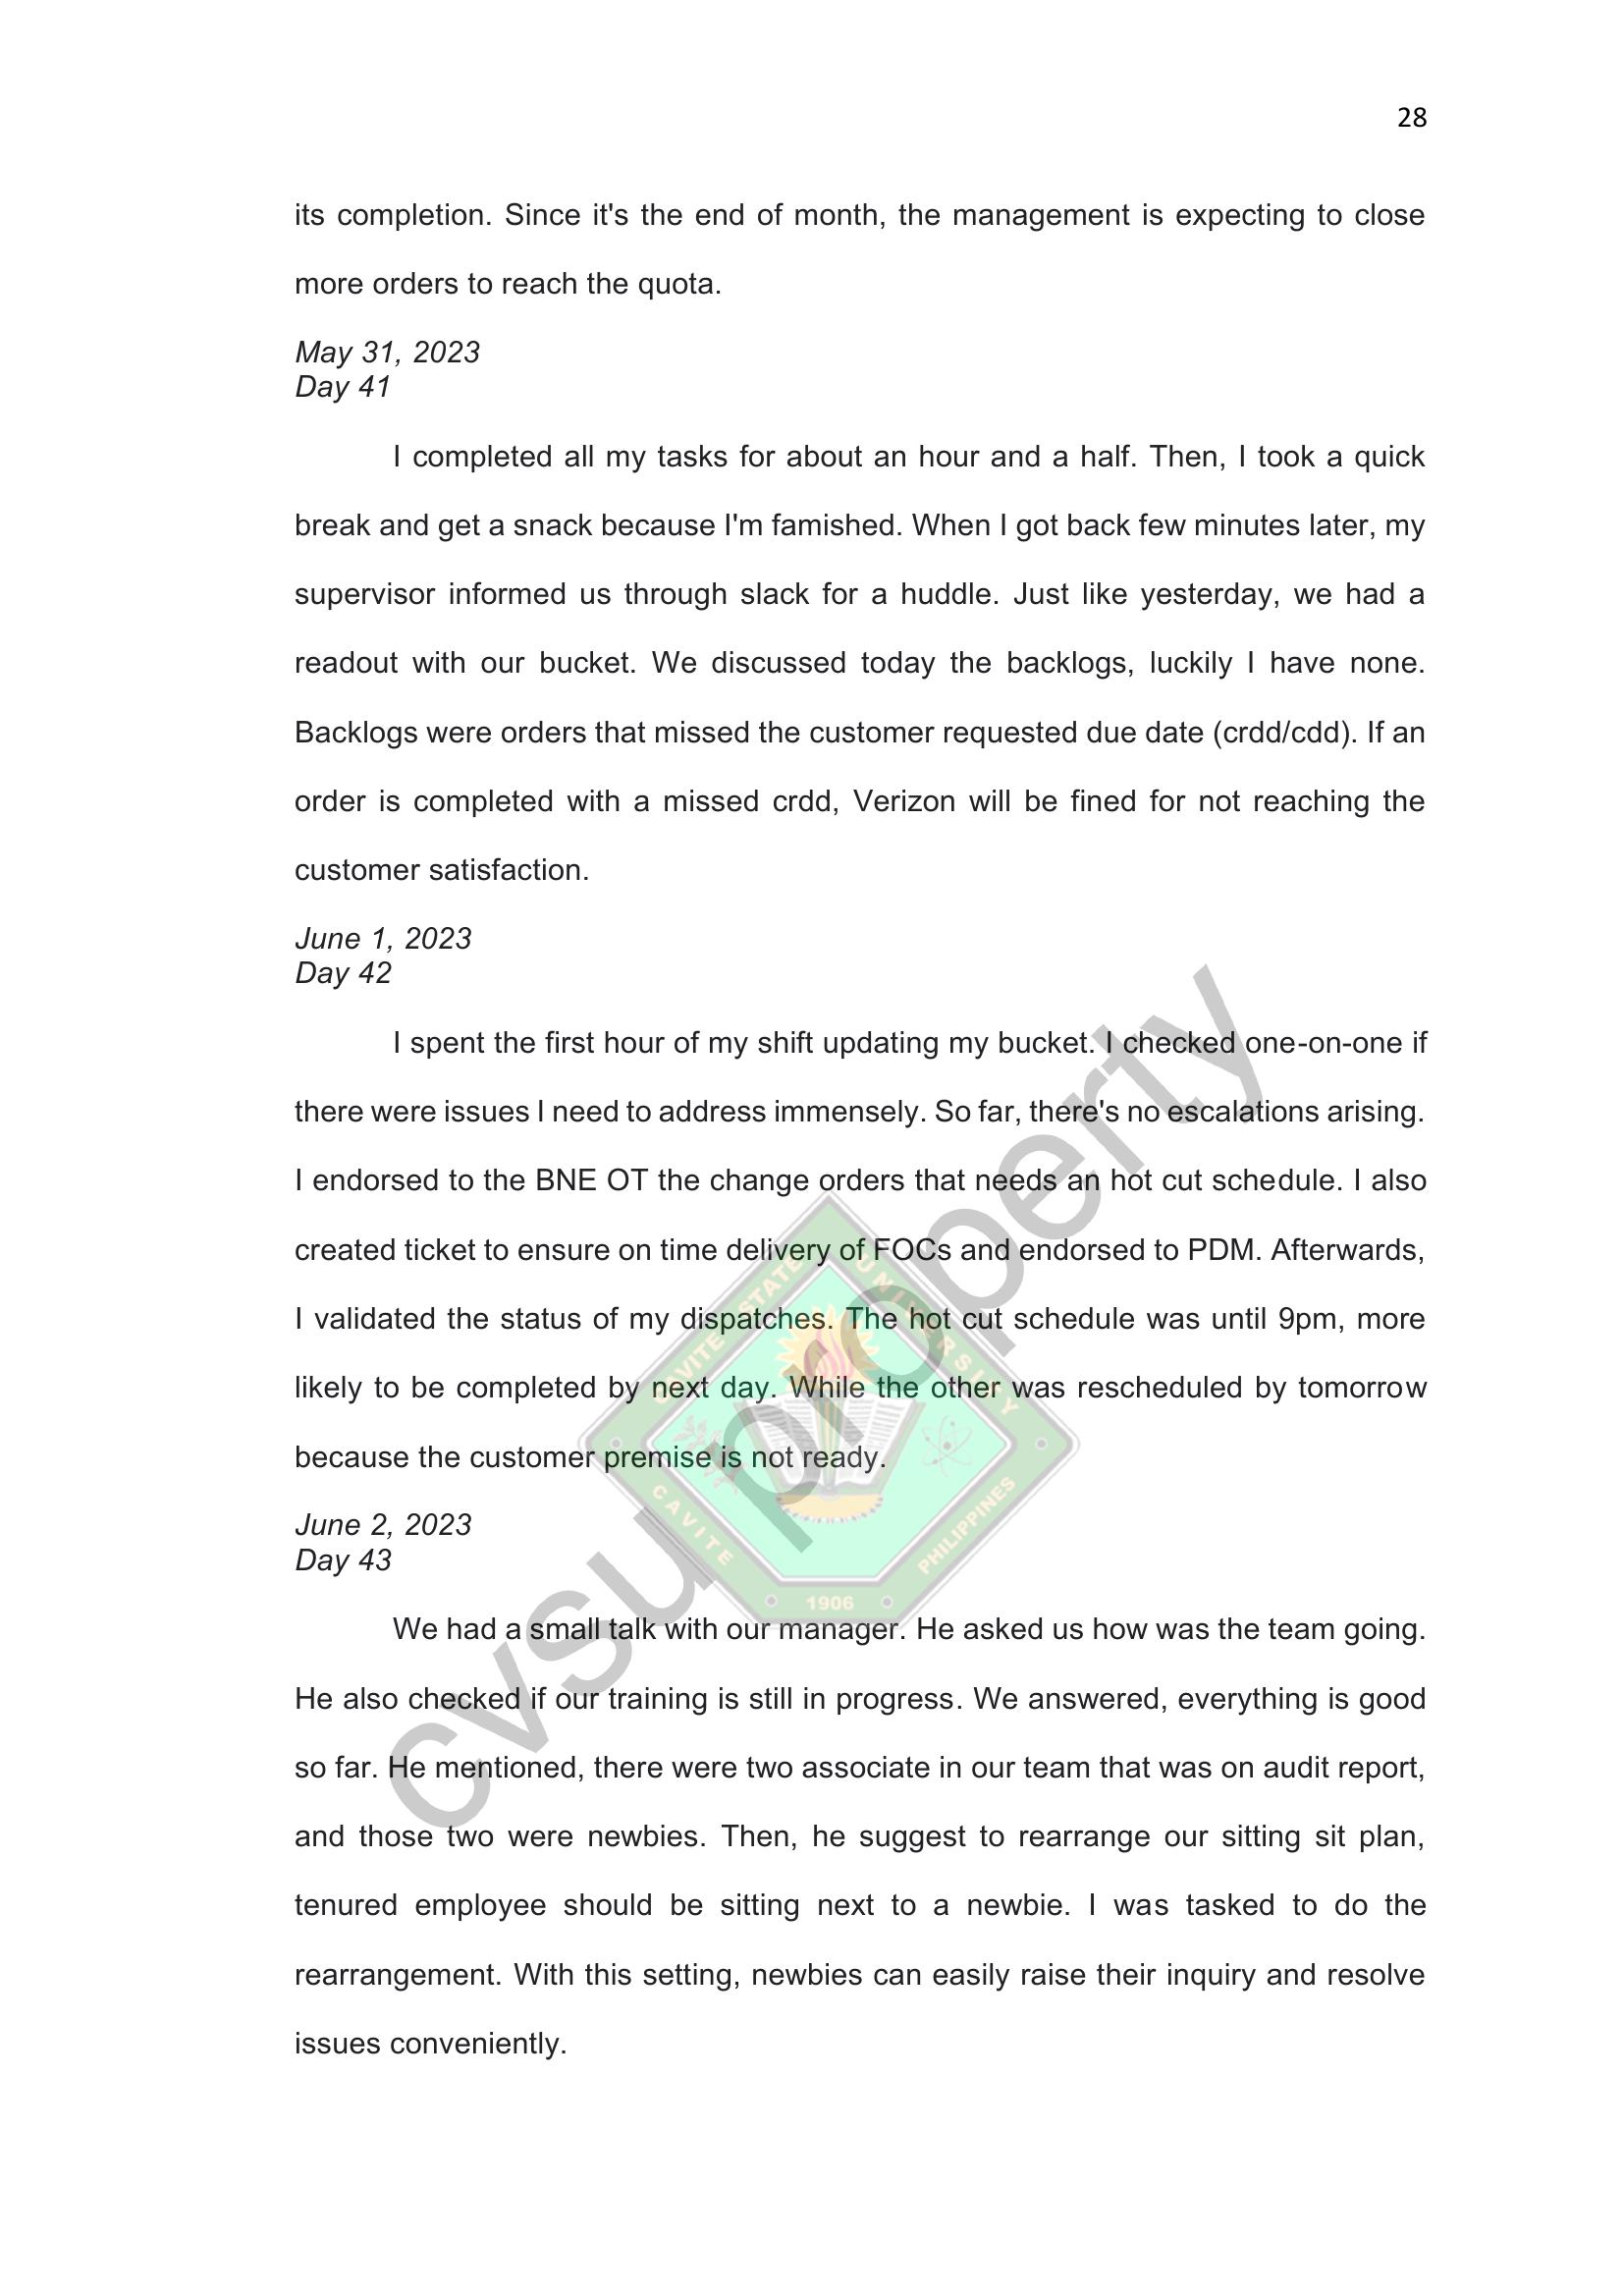 28
its completion. Since it's the end of month, the management is expecting to close
more orders to reach the quota.
May 31, 2023
Day 41
I completed all my tasks for about an hour and a half. Then, I took a quick
break and get a snack because I'm famished. When I got back few minutes later, my
supervisor informed us through slack for a huddle. Just like yesterday, we had a
readout with our bucket. We discussed today the backlogs, luckily I have none.
Backlogs were orders that missed the customer requested due date (crdd/cdd). If an
order is completed with a missed crdd, Verizon will be fined for not reaching the
customer satisfaction.
June 1, 2023
Day 42
I spent the first hour of my shift updating my bucket. I checked one-on-one if
there were issues I need to address immensely. So far, there's no escalations arising.
I endorsed to the BNE OT the change orders that needs an hot cut schedule. I also
created ticket to ensure on time delivery of FOCs and endorsed to PDM. Afterwards,
I validated the status of my dispatches. The hot cut schedule was until 9pm, more
likely to be completed by next day. While the other was rescheduled by tomorrow
because the customer premise is not ready.
June 2, 2023
Day 43
We had a small talk with our manager. He asked us how was the team going.
He also checked if our training is still in progress. We answered, everything is good
so far. He mentioned, there were two associate in our team that was on audit report,
and those two were newbies. Then, he suggest to rearrange our sitting sit plan,
tenured employee should be sitting next to a newbie. I was tasked to do the
rearrangement. With this setting, newbies can easily raise their inquiry and resolve
issues conveniently.
cvsu property
CAVITE STATE UNIVERSITY
CAVITE
PHILIPPINES
1906